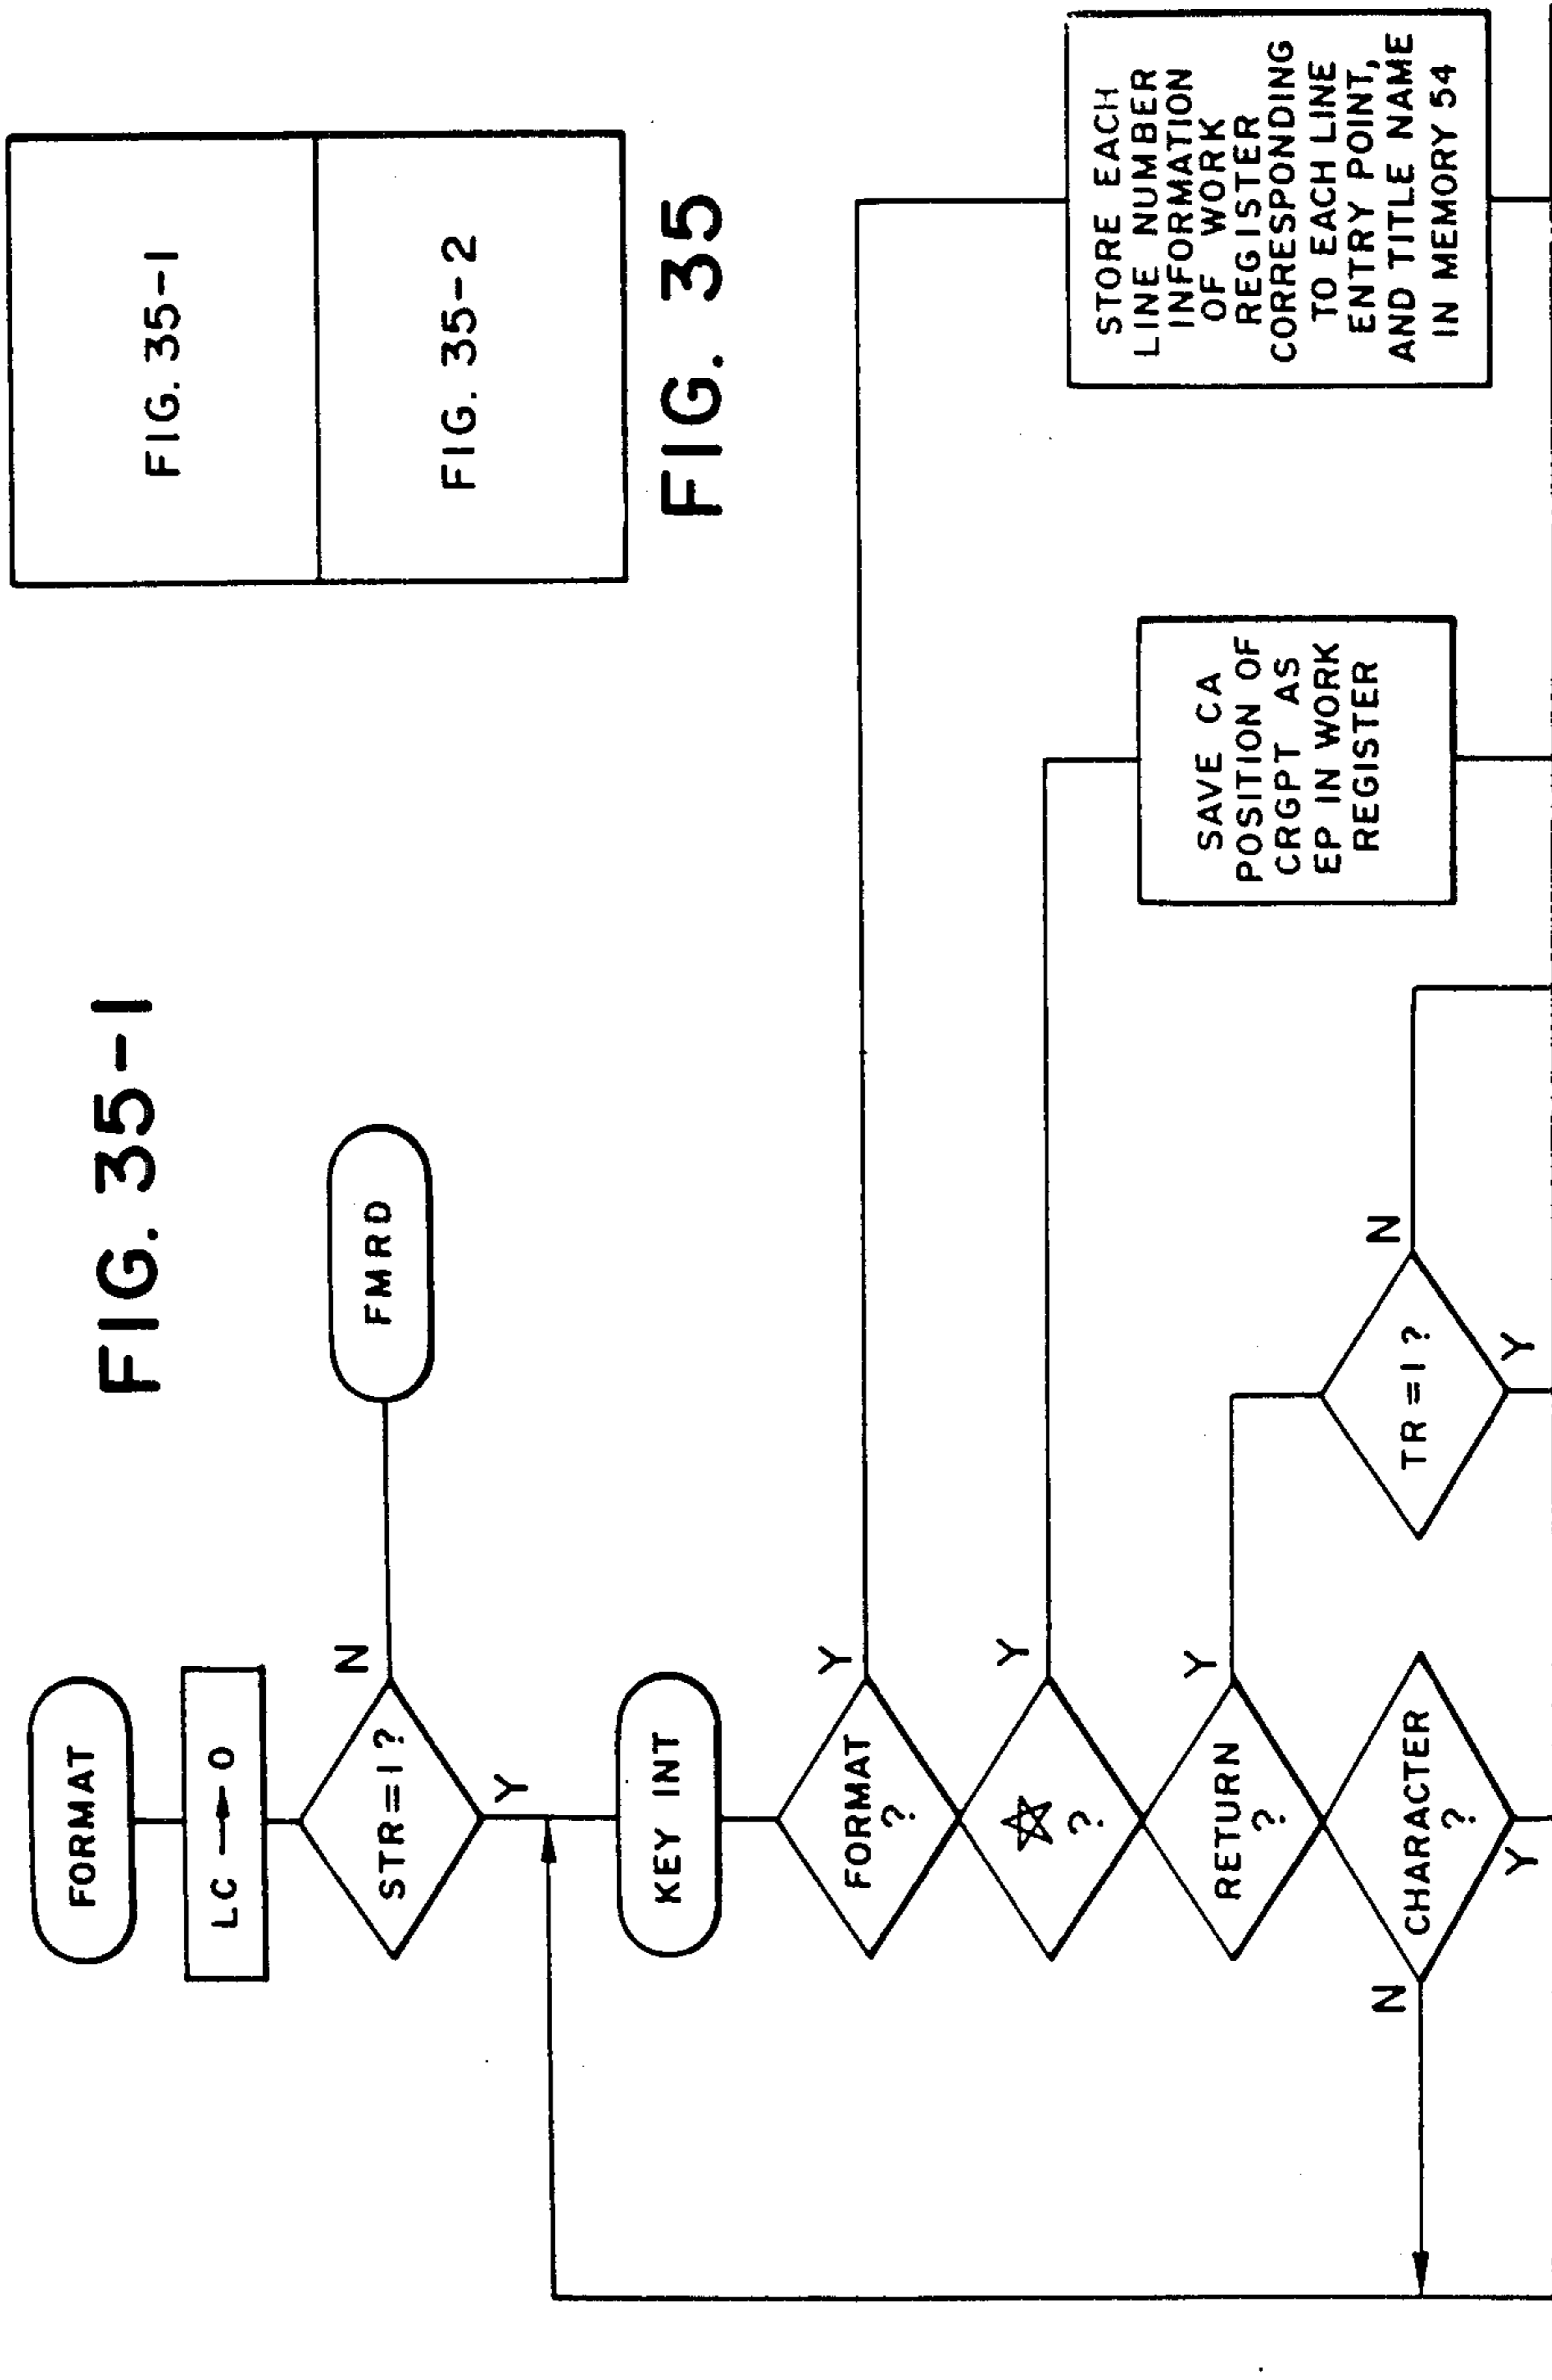 FIG. 35-1
FIG. 35-1
FIG. 35-2
FIG. 35
FORMAT
LC → 0
STR=1?
N
FMRD
Y
KEY INT
FORMAT
?
Y
☆
?
Y
RETURN
?
Y
CHARACTER
?
N
Y
TR=1?
N
Y
SAVE CA
POSITION OF
CRGPT AS
EP IN WORK
REGISTER
STORE EACH
LINE NUMBER
INFORMATION
OF WORK
REGISTER
CORRESPONDING
TO EACH LINE
ENTRY POINT,
AND TITLE NAME
IN MEMORY 54